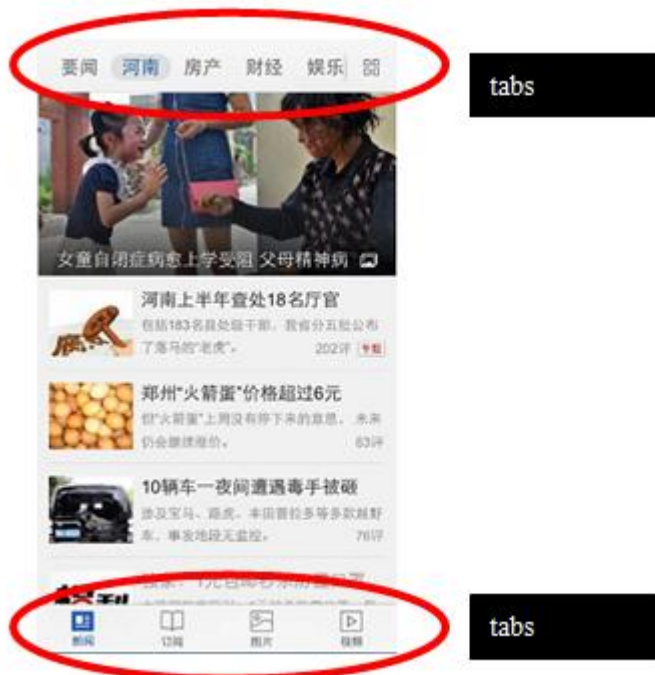 要闻 河南 房产 财经 娱乐
tabs
女童自闭症病愈上学受阻 父母精神病
河南上半年查处18名厅官
包括183名县处级干部，我省分五批公布
了落马的“老虎”。 202评 专题
郑州“火箭蛋”价格超过6元
但“火箭蛋”上周没有停下来的意思，未来
仍会继续涨价。 63评
10辆车一夜间遭遇毒手被砸
涉及宝马、路虎、丰田普拉多等多款越野
车，事发地段无监控。 76评
新闻 订阅 图片 视频
tabs